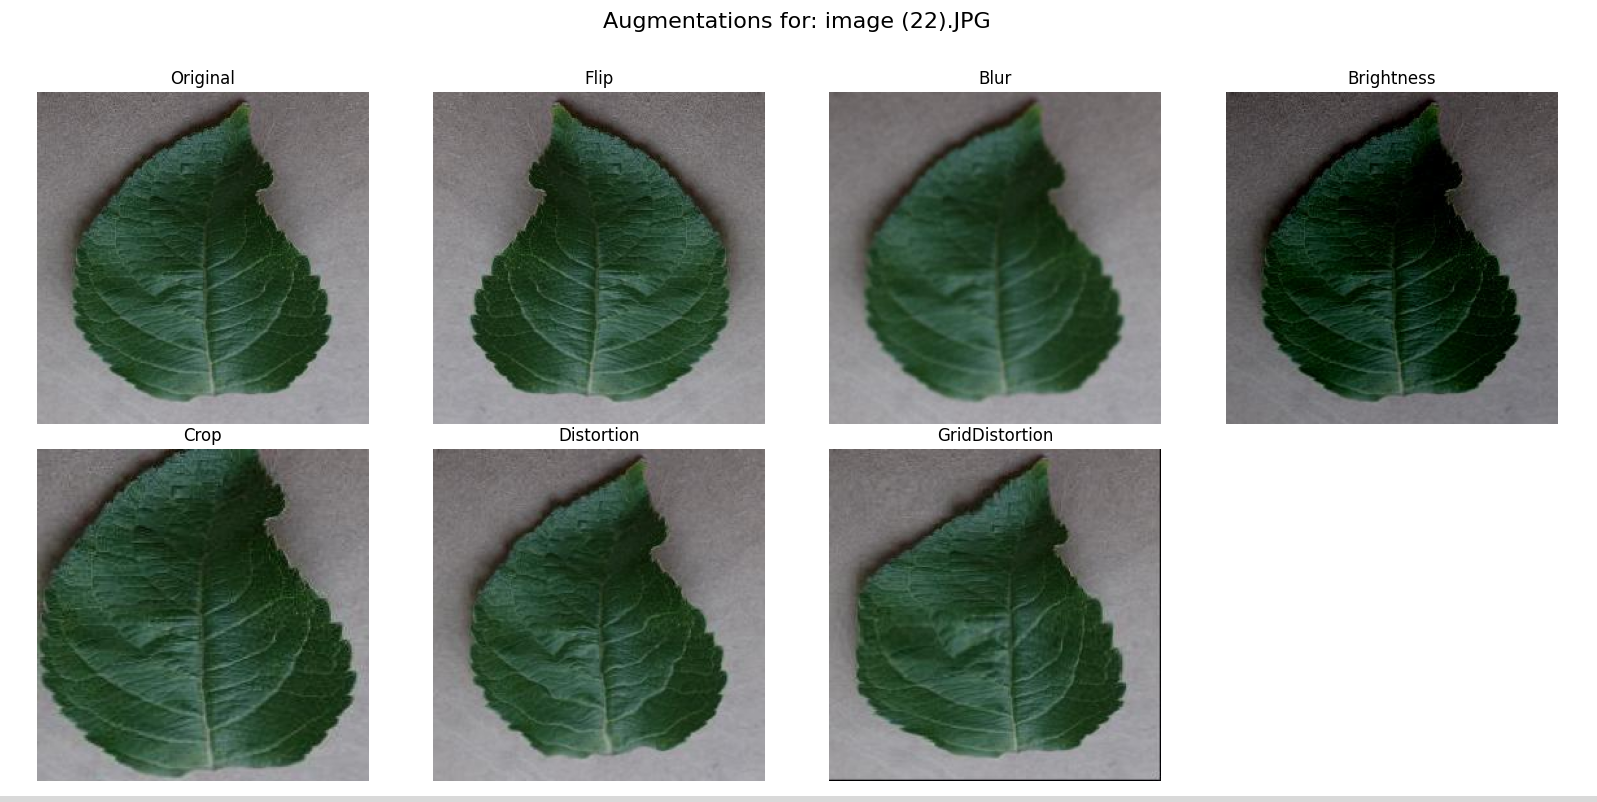 Augmentations for: image (22).JPG
Original
Flip
Blur
Brightness
Crop
Distortion
GridDistortion